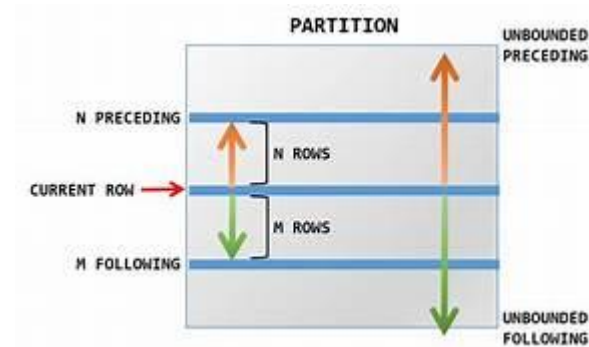 PARTITION
UNBOUNDED
PRECEDING
N PRECEDING
N ROWS
CURRENT ROW
M ROWS
M FOLLOWING
UNBOUNDED
FOLLOWING